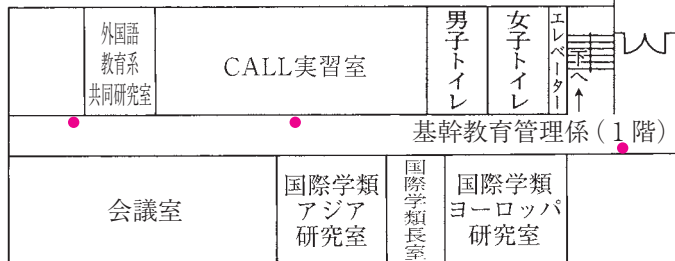 外国語
教育系
共同研究室
CALL実習室
男子トイレ
女子トイレ
エレベーター
下へ→
基幹教育管理係(1階)
会議室
国際学類
アジア
研究室
国際学類長室
国際学類
ヨーロッパ
研究室